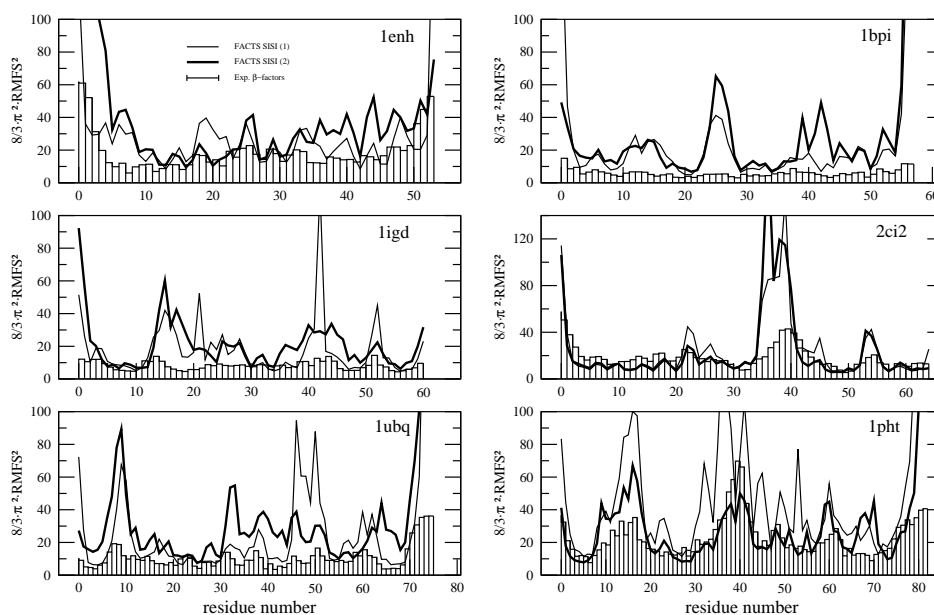 1enh
FACTS SISI (1)
FACTS SISI (2)
Exp. β−factors
8/3·π²·RMFS²
0 20 40 60 80 100
0 10 20 30 40 50
1bpi
8/3·π²·RMFS²
0 20 40 60 80 100
0 10 20 30 40 50 60
1igd
8/3·π²·RMFS²
0 20 40 60 80 100
0 10 20 30 40 50 60
2ci2
8/3·π²·RMFS²
0 40 80 120
0 10 20 30 40 50 60
1ubq
8/3·π²·RMFS²
0 20 40 60 80 100
0 10 20 30 40 50 60 70 80
residue number
1pht
8/3·π²·RMFS²
0 20 40 60 80 100
0 10 20 30 40 50 60 70 80
residue number